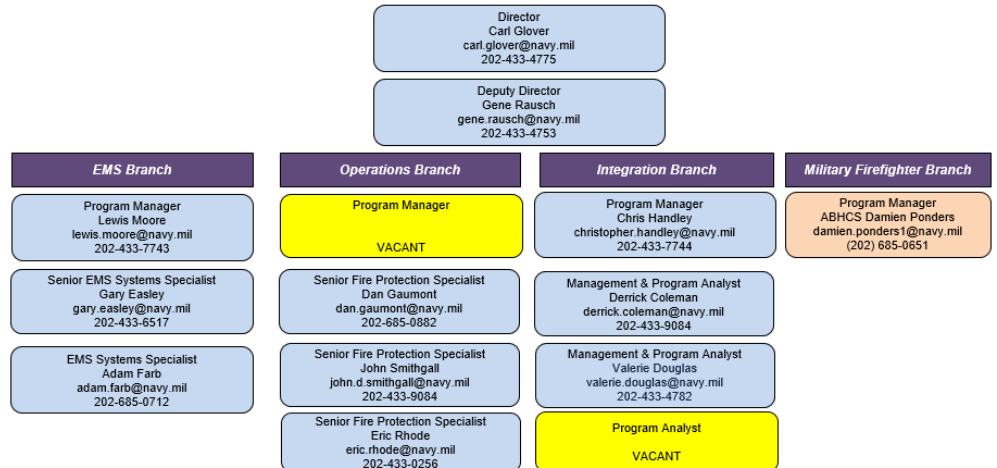 Director
Carl Glover
carl.glover@navy.mil
202-433-4775
Deputy Director
Gene Rausch
gene.rausch@navy.mil
202-433-4753
EMS Branch
Program Manager
Lewis Moore
lewis.moore@navy.mil
202-433-7743
Senior EMS Systems Specialist
Gary Easley
gary.easley@navy.mil
202-433-6517
EMS Systems Specialist
Adam Farb
adam.farb@navy.mil
202-685-0712
Operations Branch
Program Manager
VACANT
Senior Fire Protection Specialist
Dan Gaumont
dan.gaumont@navy.mil
202-685-0882
Senior Fire Protection Specialist
John Smithgall
john.d.smithgall@navy.mil
202-433-9084
Senior Fire Protection Specialist
Eric Rhode
eric.rhode@navy.mil
202-433-0256
Integration Branch
Program Manager
Chris Handley
christopher.handley@navy.mil
202-433-7744
Management & Program Analyst
Derrick Coleman
derrick.coleman@navy.mil
202-433-9084
Management & Program Analyst
Valerie Douglas
valerie.douglas@navy.mil
202-433-4782
Program Analyst
VACANT
Military Firefighter Branch
Program Manager
ABHCS Damien Ponders
damien.ponders1@navy.mil
(202) 685-0651